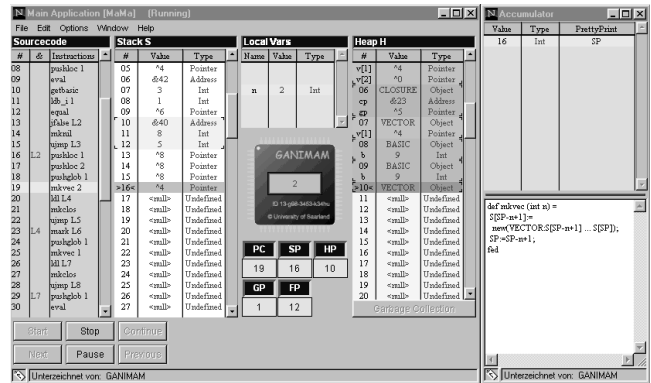 Main Application [MaMa] [Running]
File Edit Options Window Help
Sourcecode
# & Instructions
08 pushloc 1
09 eval
10 getbasic
11 ldb_i 1
12 equal
13 jfalse L2
14 mknil
15 ujmp L3
16 L2 pushloc 1
17 pushloc 2
18 pushglob 1
19 mkvec 2
20 ldl L4
21 mkclos
22 ujmp L5
23 L4 mark L6
24 pushglob 1
25 mkvec 1
26 ldl L7
27 mkclos
28 ujmp L8
29 L7 pushglob 1
30 eval
Stack S
# Value Type
05 ^4 Pointer
06 &42 Address
07 3 Int
08 1 Int
09 ^6 Pointer
10 &40 Address
11 8 Int
12 5 Int
13 ^8 Pointer
14 ^8 Pointer
15 ^8 Pointer
>16< ^4 Pointer
17 <null> Undefined
18 <null> Undefined
19 <null> Undefined
20 <null> Undefined
21 <null> Undefined
22 <null> Undefined
23 <null> Undefined
24 <null> Undefined
25 <null> Undefined
26 <null> Undefined
27 <null> Undefined
Local Vars
Name Value Type
n 2 Int
GANIMAM
2
© University of Saarland
PC SP HP
19 16 10
GP FP
1 12
Heap H
# Value Type
v[1] ^4 Pointer
v[2] ^0 Pointer
06 CLOSURE Object
cp &23 Address
gp ^5 Pointer
07 VECTOR Object
v[1] ^4 Pointer
08 BASIC Object
b 9 Int
09 BASIC Object
b 9 Int
>10< VECTOR Object
11 <null> Undefined
12 <null> Undefined
13 <null> Undefined
14 <null> Undefined
15 <null> Undefined
16 <null> Undefined
17 <null> Undefined
18 <null> Undefined
19 <null> Undefined
20 <null> Undefined
Garbage Collection
Start Stop Continue
Next Pause Previous
Unterzeichnet von: GANIMAM
Accumulator
Value Type PrettyPrint
16 Int SP
def mkvec (int n) =
S[SP-n+1]:=
new(VECTOR:S[SP-n+1] ... S[SP]);
SP:=SP-n+1;
fed
Unterzeichnet von: GANIMAM